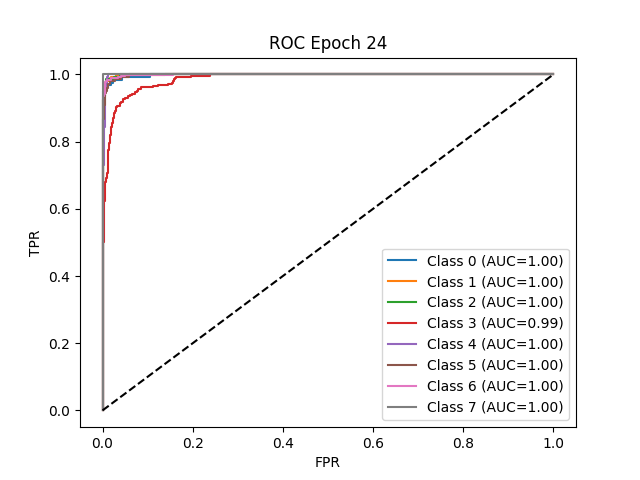 ROC Epoch 24
TPR
1.0
0.8
0.6
0.4
0.2
0.0
Class 0 (AUC=1.00)
Class 1 (AUC=1.00)
Class 2 (AUC=1.00)
Class 3 (AUC=0.99)
Class 4 (AUC=1.00)
Class 5 (AUC=1.00)
Class 6 (AUC=1.00)
Class 7 (AUC=1.00)
0.0 0.2 0.4 0.6 0.8 1.0
FPR